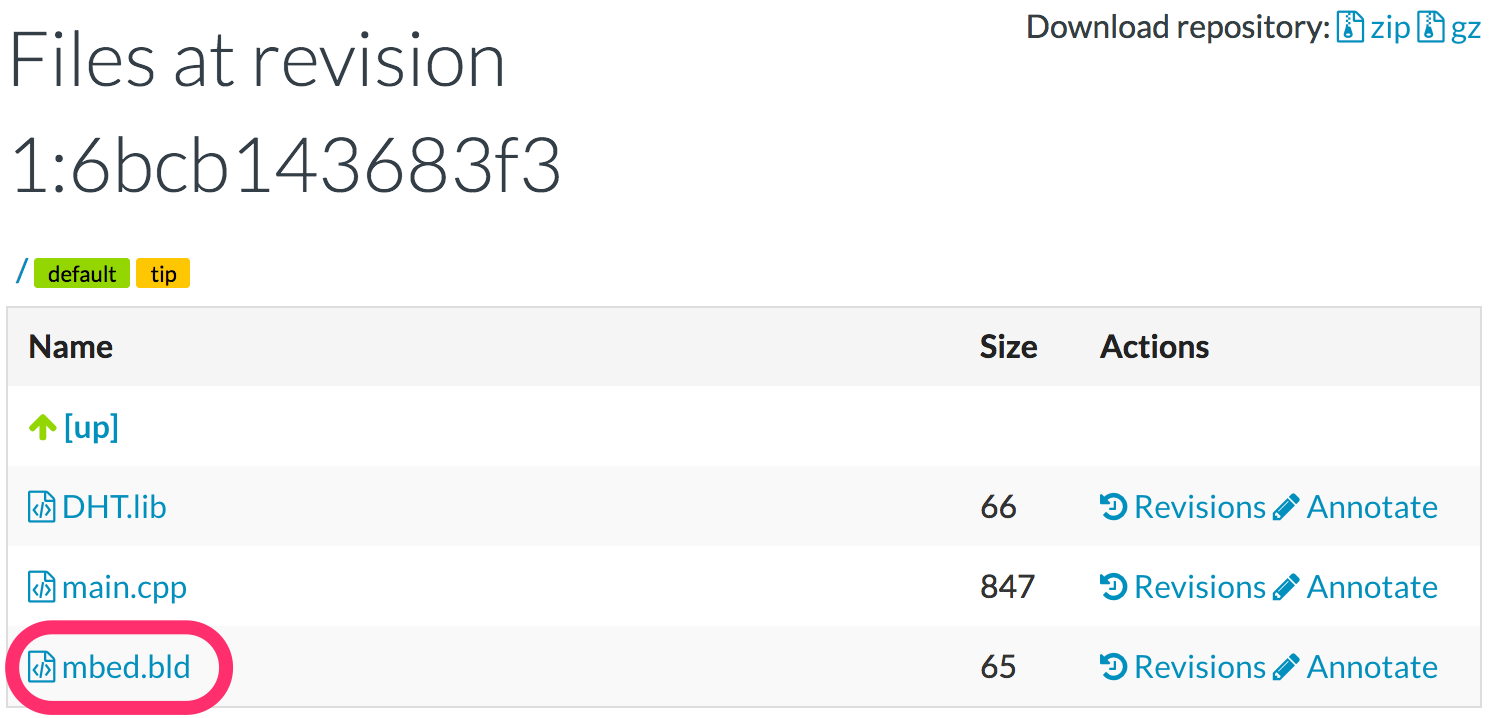 Download repository: zip gz
Files at revision
1:6bcb143683f3
/ default tip
Name Size Actions
[up]
DHT.lib 66 Revisions Annotate
main.cpp 847 Revisions Annotate
mbed.bld 65 Revisions Annotate